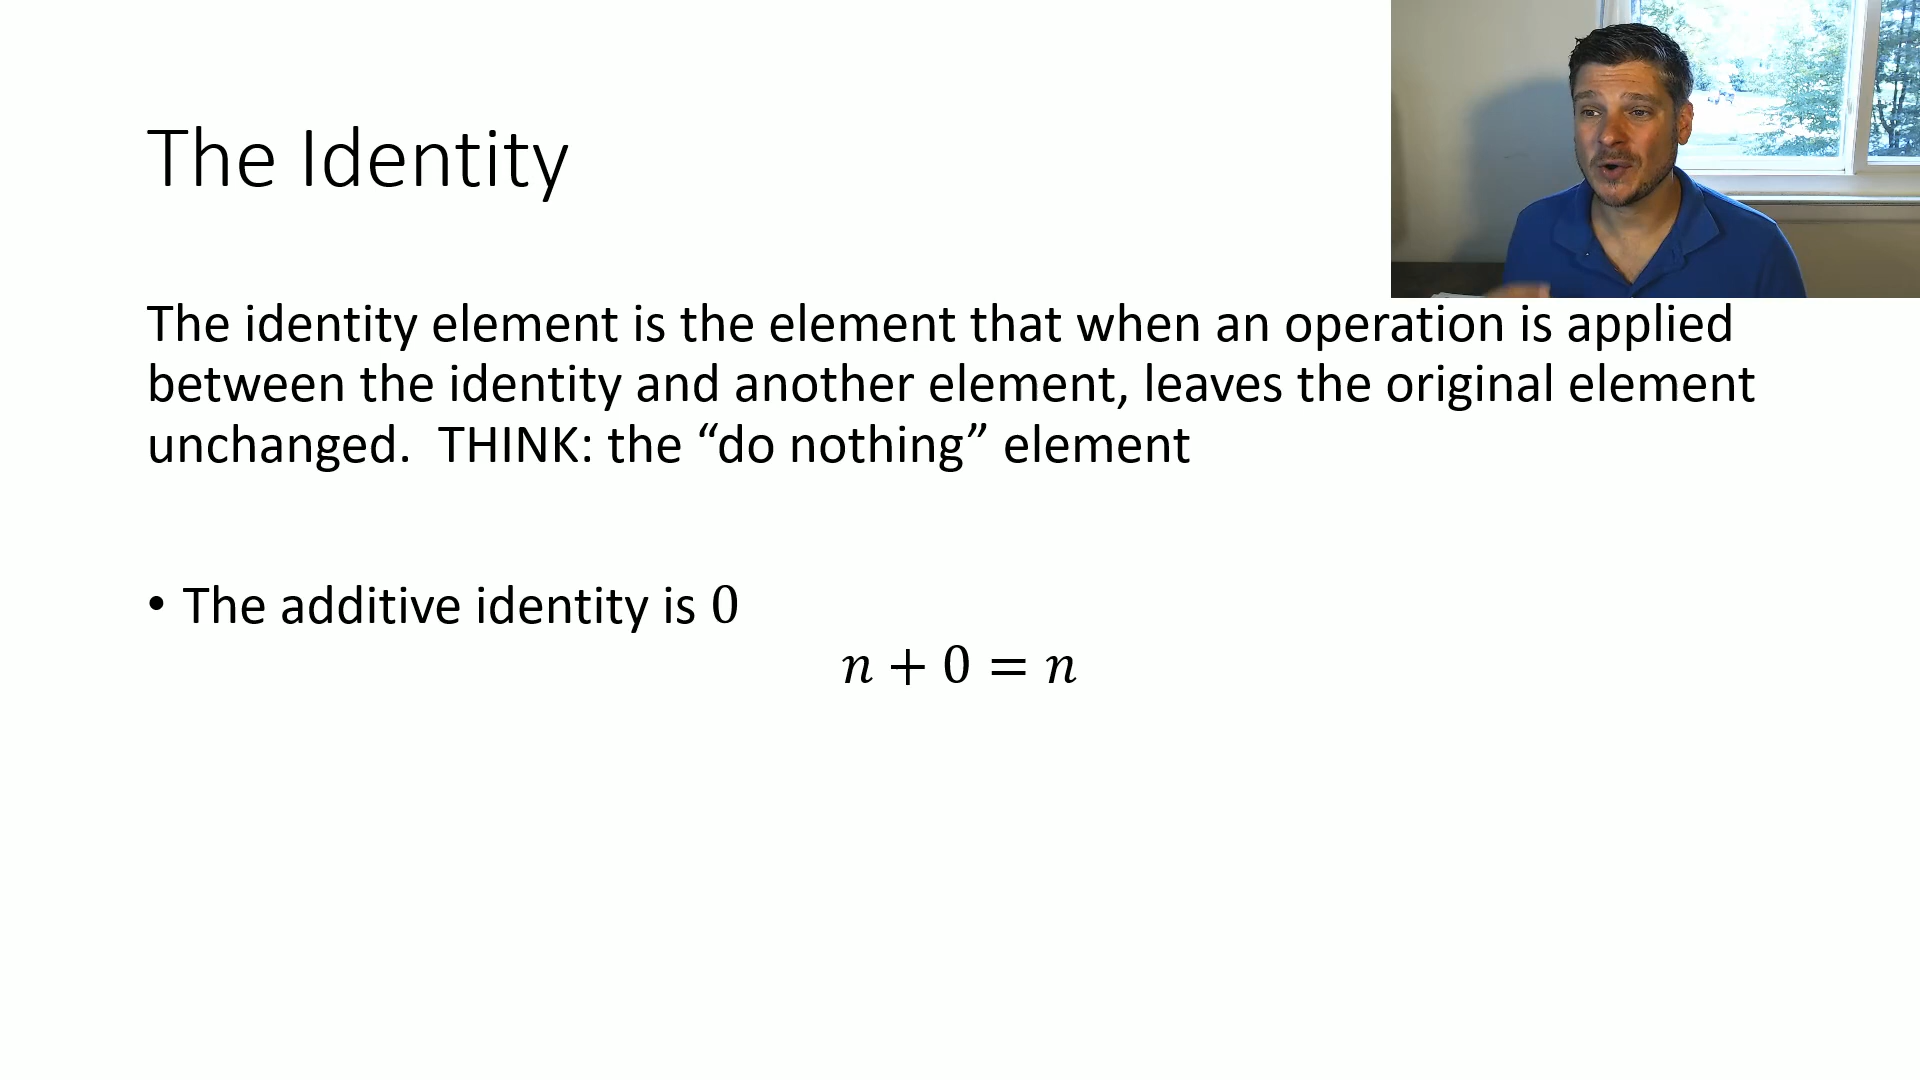 The Identity
The identity element is the element that when an operation is applied
between the identity and another element, leaves the original element
unchanged.  THINK: the “do nothing” element
• The additive identity is 0
𝑛 + 0 = 𝑛